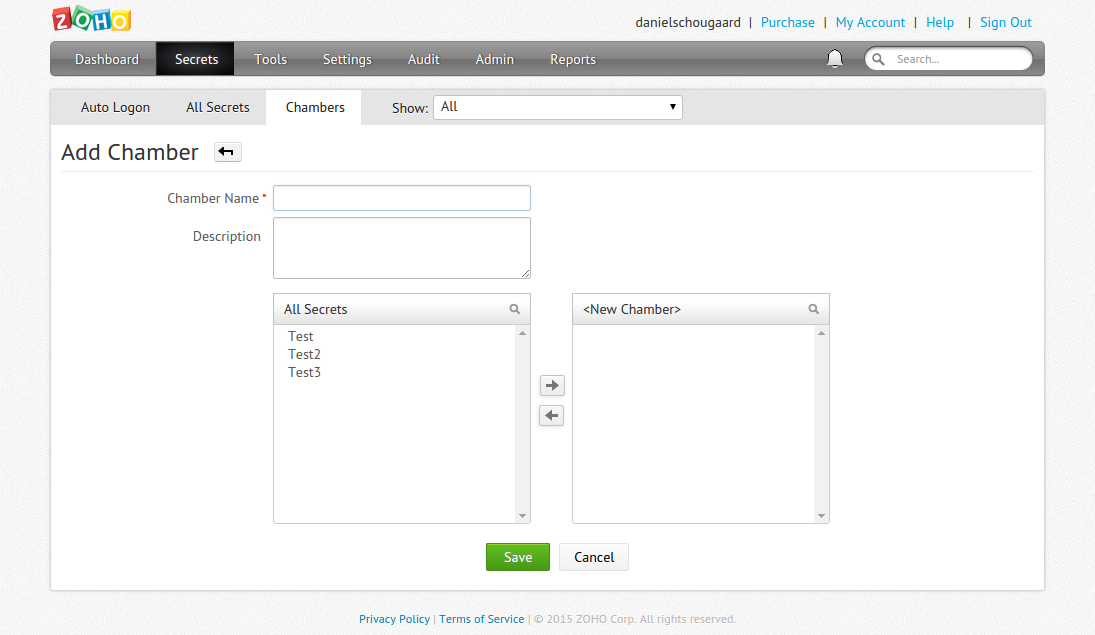 ZOHO
danielschougaard | Purchase | My Account | Help | Sign Out
Dashboard Secrets Tools Settings Audit Admin Reports Search...
Auto Logon All Secrets Chambers Show: All
Add Chamber
Chamber Name *
Description
All Secrets <New Chamber>
Test
Test2
Test3
Save Cancel
Privacy Policy | Terms of Service | © 2015 ZOHO Corp. All rights reserved.